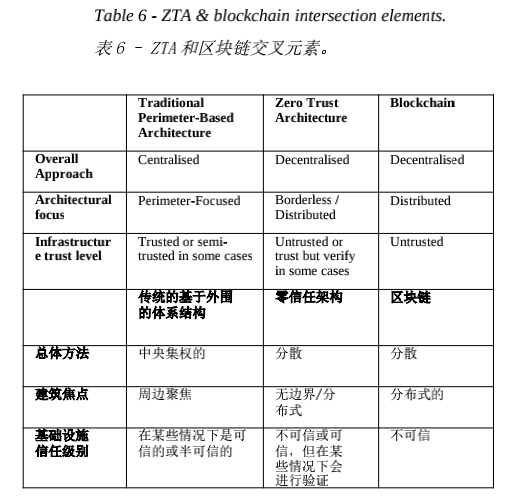 Table 6 - ZTA & blockchain intersection elements.
表 6 - ZTA 和区块链交叉元素。
Traditional Perimeter-Based Architecture
Zero Trust Architecture
Blockchain
Overall Approach
Centralised
Decentralised
Decentralised
Architectural focus
Perimeter-Focused
Borderless / Distributed
Distributed
Infrastructur e trust level
Trusted or semi-trusted in some cases
Untrusted or trust but verify in some cases
Untrusted
传统的基于外围的体系结构
零信任架构
区块链
总体方法
中央集权的
分散
分散
建筑焦点
周边聚焦
无边界/分布式
分布式的
基础设施信任级别
在某些情况下是可信的或半可信的
不可信或可信，但在某些情况下会进行验证
不可信